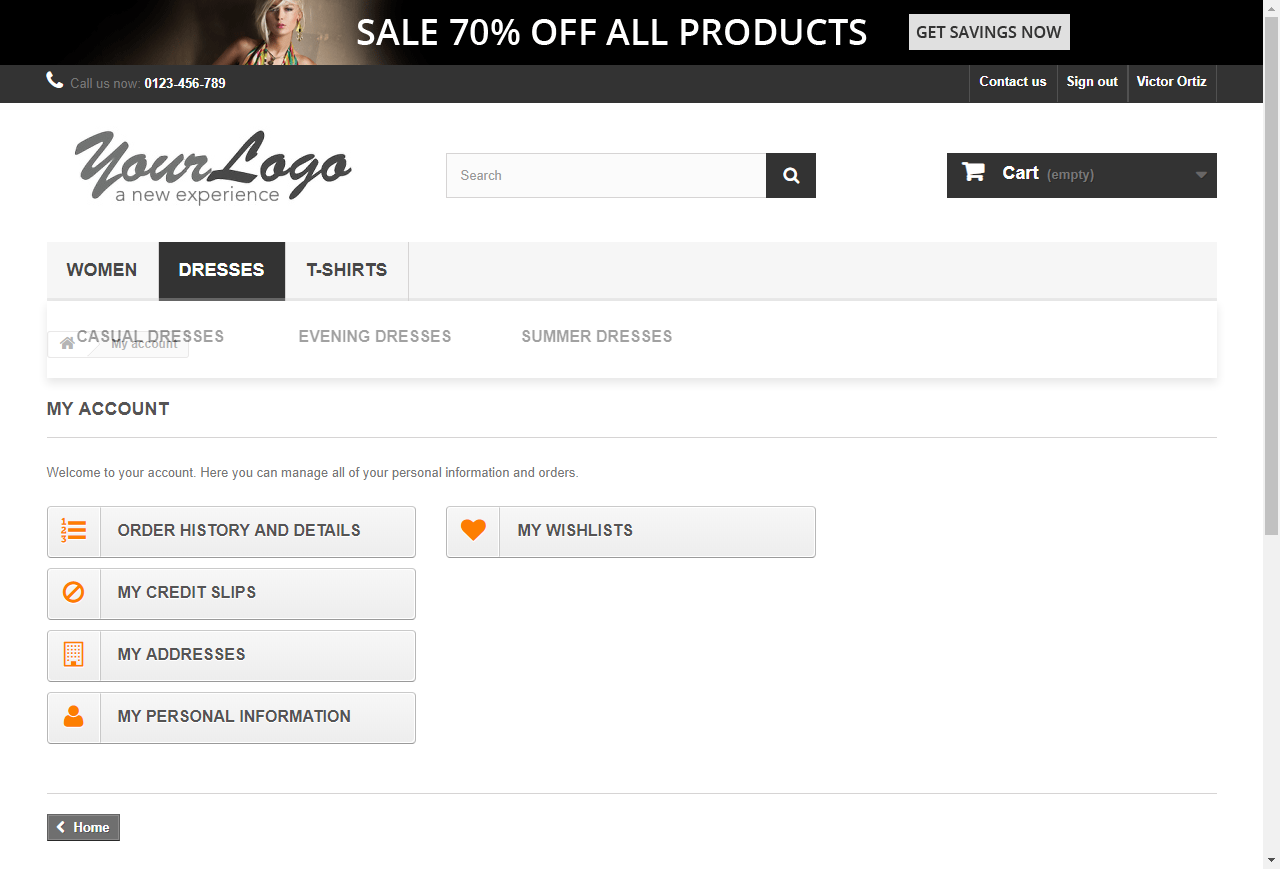 SALE 70% OFF ALL PRODUCTS GET SAVINGS NOW
Call us now: 0123-456-789 Contact us Sign out Victor Ortiz
YourLogo
a new experience
Search
Cart (empty)
WOMEN DRESSES T-SHIRTS
CASUAL DRESSES EVENING DRESSES SUMMER DRESSES
My account
MY ACCOUNT
Welcome to your account. Here you can manage all of your personal information and orders.
ORDER HISTORY AND DETAILS MY WISHLISTS
MY CREDIT SLIPS
MY ADDRESSES
MY PERSONAL INFORMATION
Home